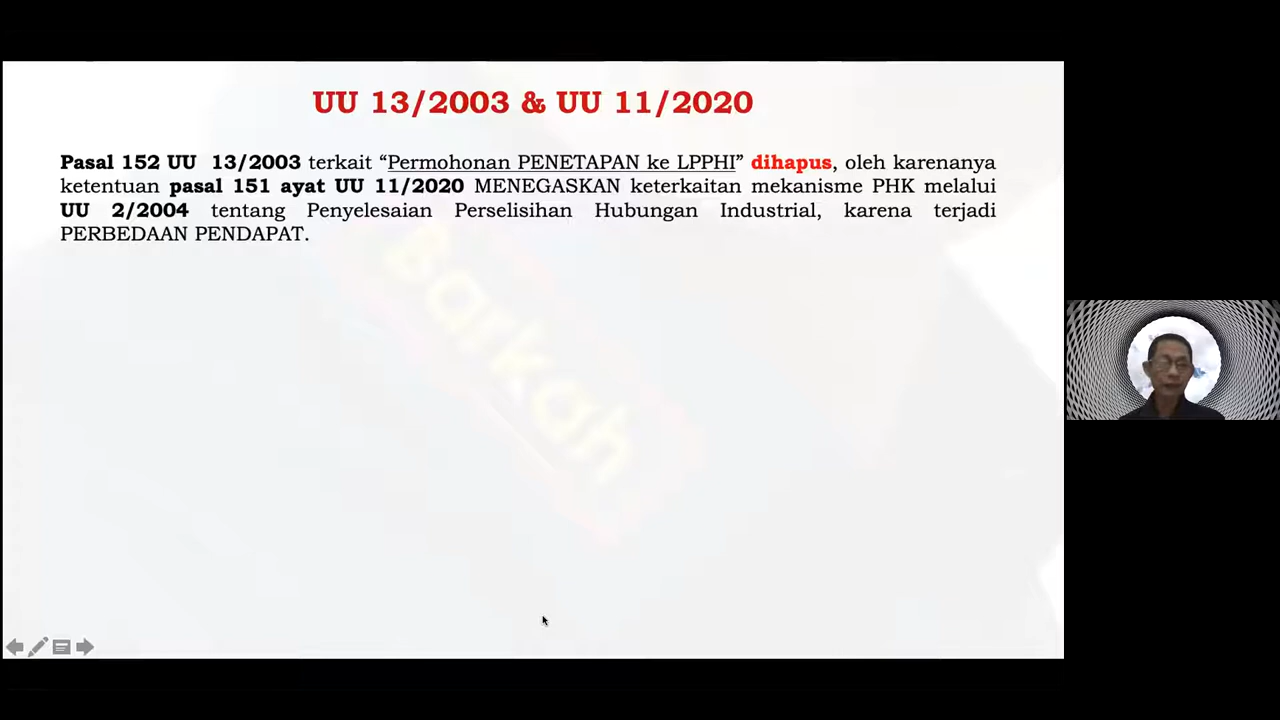 UU 13/2003 & UU 11/2020
Pasal 152 UU 13/2003 terkait “Permohonan PENETAPAN ke LPPHI” dihapus, oleh karenanya
ketentuan pasal 151 ayat UU 11/2020 MENEGASKAN keterkaitan mekanisme PHK melalui
UU 2/2004 tentang Penyelesaian Perselisihan Hubungan Industrial, karena terjadi
PERBEDAAN PENDAPAT.
Barkah